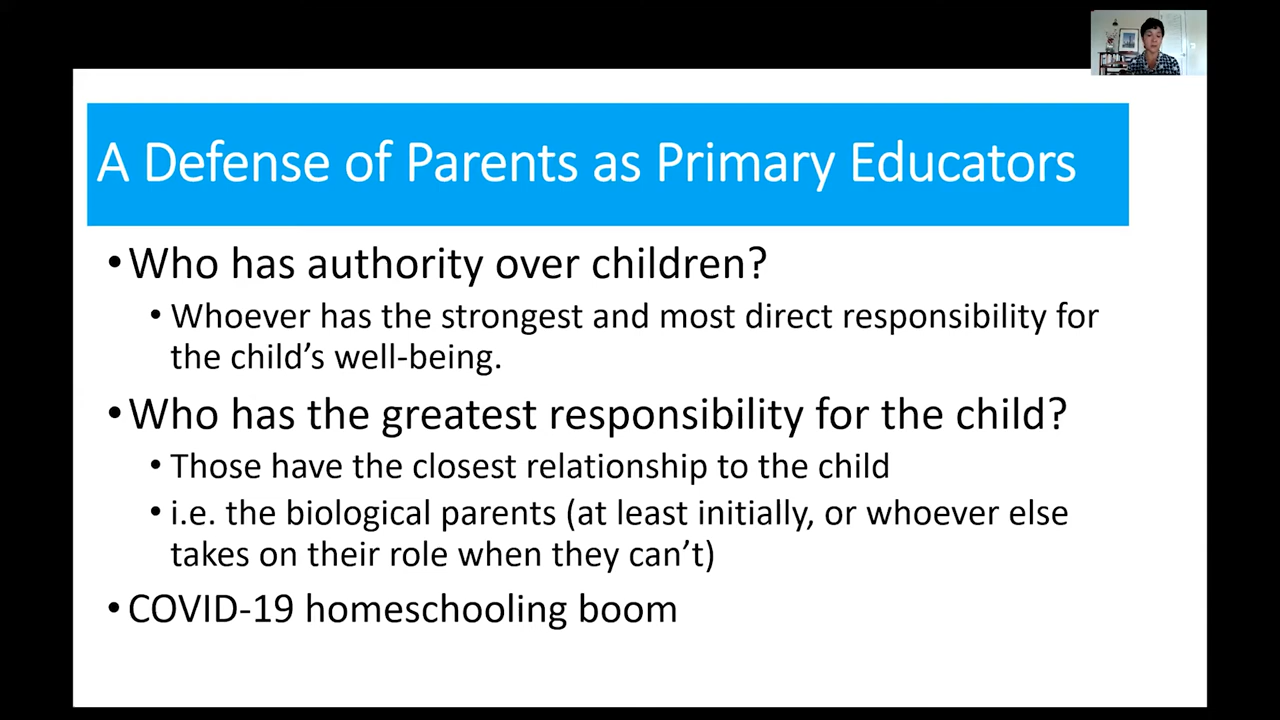 A Defense of Parents as Primary Educators
•Who has authority over children?
• Whoever has the strongest and most direct responsibility for
the child’s well-being.
•Who has the greatest responsibility for the child?
• Those have the closest relationship to the child
• i.e. the biological parents (at least initially, or whoever else
takes on their role when they can’t)
•COVID-19 homeschooling boom